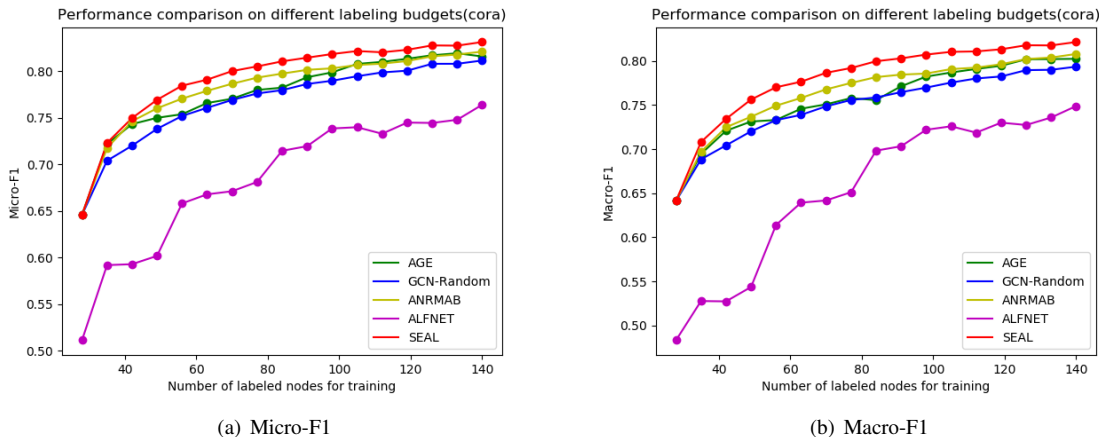 Performance comparison on different labeling budgets(cora)
0.80
0.75
0.70
0.65
0.60
0.55
0.50
Micro-F1
AGE
GCN-Random
ANRMAB
ALFNET
SEAL
40
60
80
100
120
140
Number of labeled nodes for training
(a) Micro-F1
Performance comparison on different labeling budgets(cora)
0.80
0.75
0.70
0.65
0.60
0.55
0.50
Macro-F1
AGE
GCN-Random
ANRMAB
ALFNET
SEAL
40
60
80
100
120
140
Number of labeled nodes for training
(b) Macro-F1